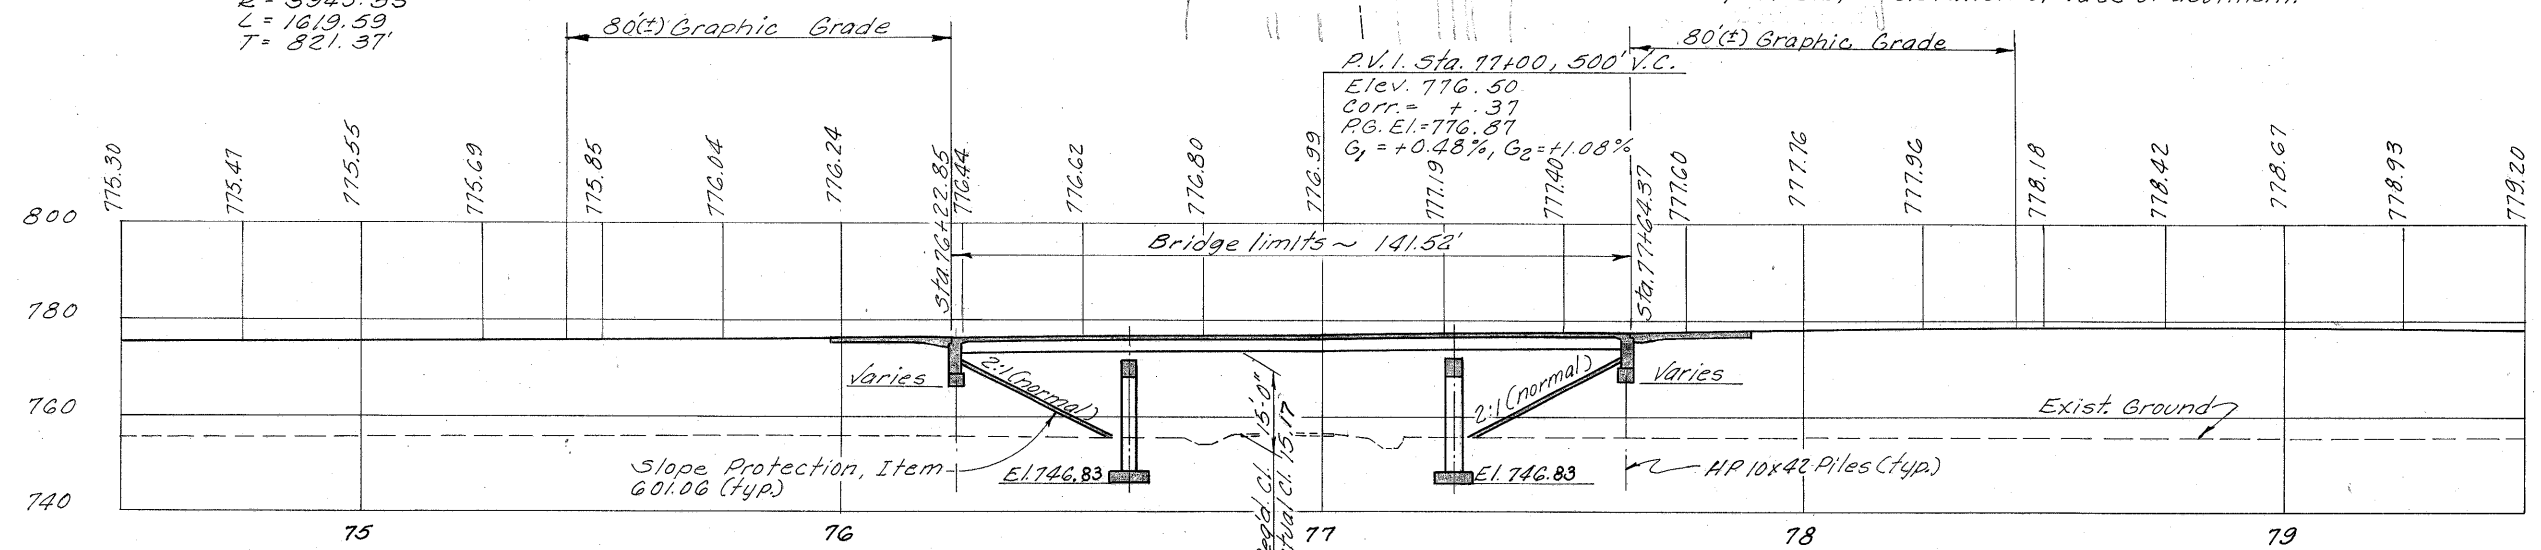 L = 1619.59
T = 821.37'
80'(±) Graphic Grade
80'(±) Graphic Grade
P.V.I. Sta. 77+00, 500' V.C.
Elev. 776.50
Corr. = + .37
P.G. El. = 776.87
G1 = +0.48%, G2 = +1.08%
775.30
775.47
775.55
775.69
775.85
776.04
776.24
Sta. 76+22.85
776.44
776.62
776.80
776.99
777.19
777.40
Sta. 77+64.37
777.60
777.76
777.96
778.18
778.42
778.67
778.93
779.20
800
Bridge limits ~ 141.52'
780
Varies
2:1 (normal)
2:1 (normal)
Varies
760
Exist. Ground
Slope Protection, Item
601.06 (typ.)
El. 746.83
Cl. 15'-0"
Cl. 15.17'
El. 746.83
HP 10x42 Piles (typ.)
740
75
76
77
78
79